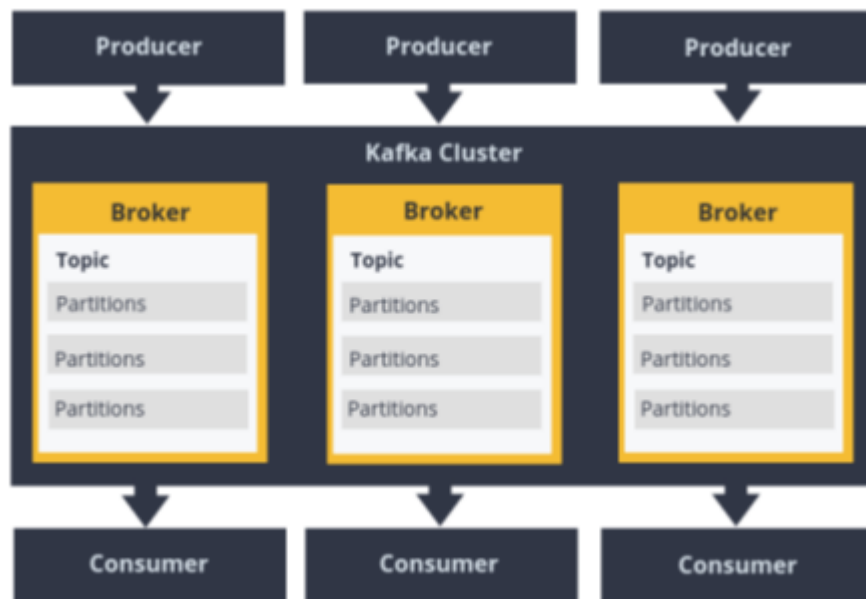 Producer
Producer
Producer
Kafka Cluster
Broker
Broker
Broker
Topic
Topic
Topic
Partitions
Partitions
Partitions
Partitions
Partitions
Partitions
Partitions
Partitions
Partitions
Consumer
Consumer
Consumer